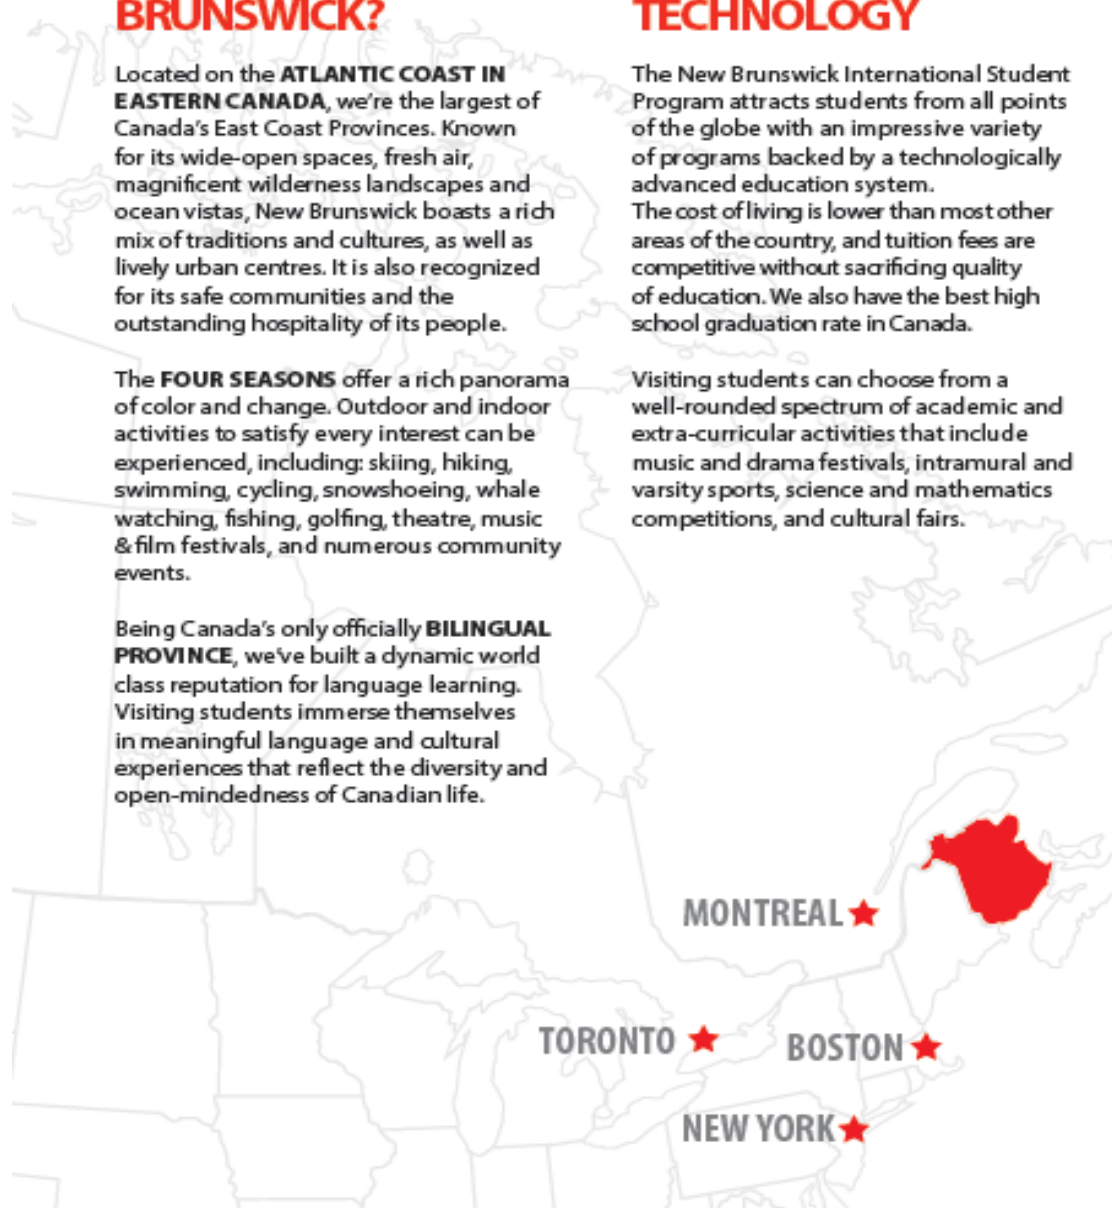 BRUNSWICK?
Located on the ATLANTIC COAST IN
EASTERN CANADA, we're the largest of
Canada's East Coast Provinces. Known
for its wide-open spaces, fresh air,
magnificent wilderness landscapes and
ocean vistas, New Brunswick boasts a rich
mix of traditions and cultures, as well as
lively urban centres. It is also recognized
for its safe communities and the
outstanding hospitality of its people.
The FOUR SEASONS offer a rich panorama
of color and change. Outdoor and indoor
activities to satisfy every interest can be
experienced, including: skiing, hiking,
swimming, cycling, snowshoeing, whale
watching, fishing, golfing, theatre, music
& film festivals, and numerous community
events.
Being Canada's only officially BILINGUAL
PROVINCE, we've built a dynamic world
class reputation for language learning.
Visiting students immerse themselves
in meaningful language and cultural
experiences that reflect the diversity and
open-mindedness of Canadian life.
TECHNOLOGY
The New Brunswick International Student
Program attracts students from all points
of the globe with an impressive variety
of programs backed by a technologically
advanced education system.
The cost of living is lower than most other
areas of the country, and tuition fees are
competitive without sacrificing quality
of education. We also have the best high
school graduation rate in Canada.
Visiting students can choose from a
well-rounded spectrum of academic and
extra-curricular activities that include
music and drama festivals, intramural and
varsity sports, science and mathematics
competitions, and cultural fairs.
MONTREAL
TORONTO
BOSTON
NEW YORK